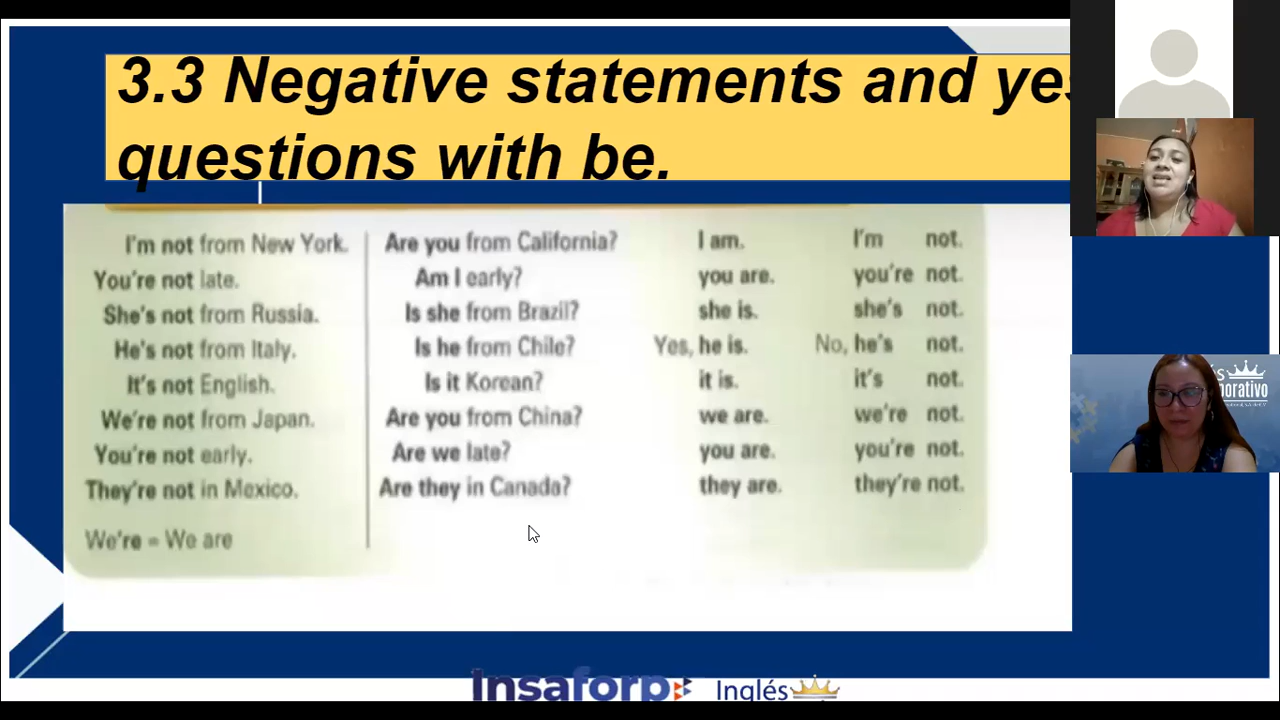 3.3 Negative statements and yes
questions with be.
I'm not from New York. Are you from California? I am. I'm not.
You're not late. Am I early? you are. you're not.
She's not from Russia. Is she from Brazil? she is. she's not.
He's not from Italy. Is he from Chile? Yes, he is. No, he's not.
It's not English. Is it Korean? it is. it's not.
We're not from Japan. Are you from China? we are. we're not.
You're not early. Are we late? you are. you're not.
They're not in Mexico. Are they in Canada? they are. they're not.
We're = We are
Insaforp Inglés